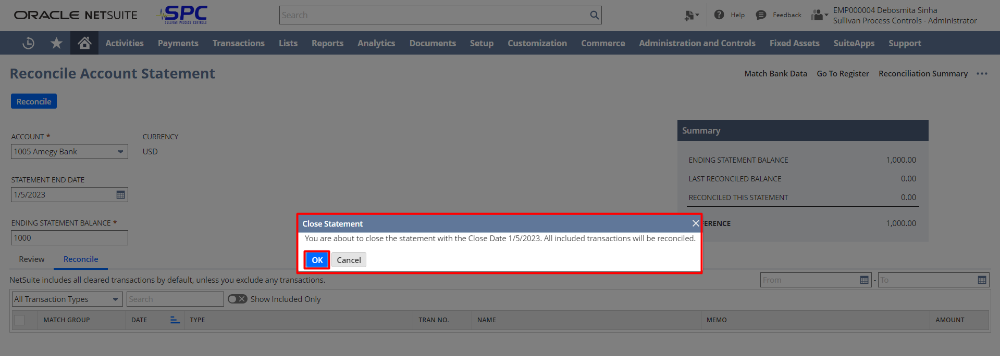 ORACLE NETSUITE
SPC
SULLIVAN PROCESS CONTROLS
Search
Help
Feedback
EMP000004 Debosmita Sinha
Sullivan Process Controls - Administrator
Activities Payments Transactions Lists Reports Analytics Documents Setup Customization Commerce Administration and Controls Fixed Assets SuiteApps Support
Reconcile Account Statement
Match Bank Data Go To Register Reconciliation Summary
Reconcile
ACCOUNT *
1005 Amegy Bank
CURRENCY
USD
STATEMENT END DATE
1/5/2023
ENDING STATEMENT BALANCE *
1000
Summary
ENDING STATEMENT BALANCE 1,000.00
LAST RECONCILED BALANCE 0.00
RECONCILED THIS STATEMENT 0.00
FERENCE 1,000.00
Close Statement
You are about to close the statement with the Close Date 1/5/2023. All included transactions will be reconciled.
OK Cancel
Review Reconcile
NetSuite includes all cleared transactions by default, unless you exclude any transactions.
From - To
All Transaction Types Search Show Included Only
MATCH GROUP DATE TYPE TRAN NO. NAME MEMO AMOUNT